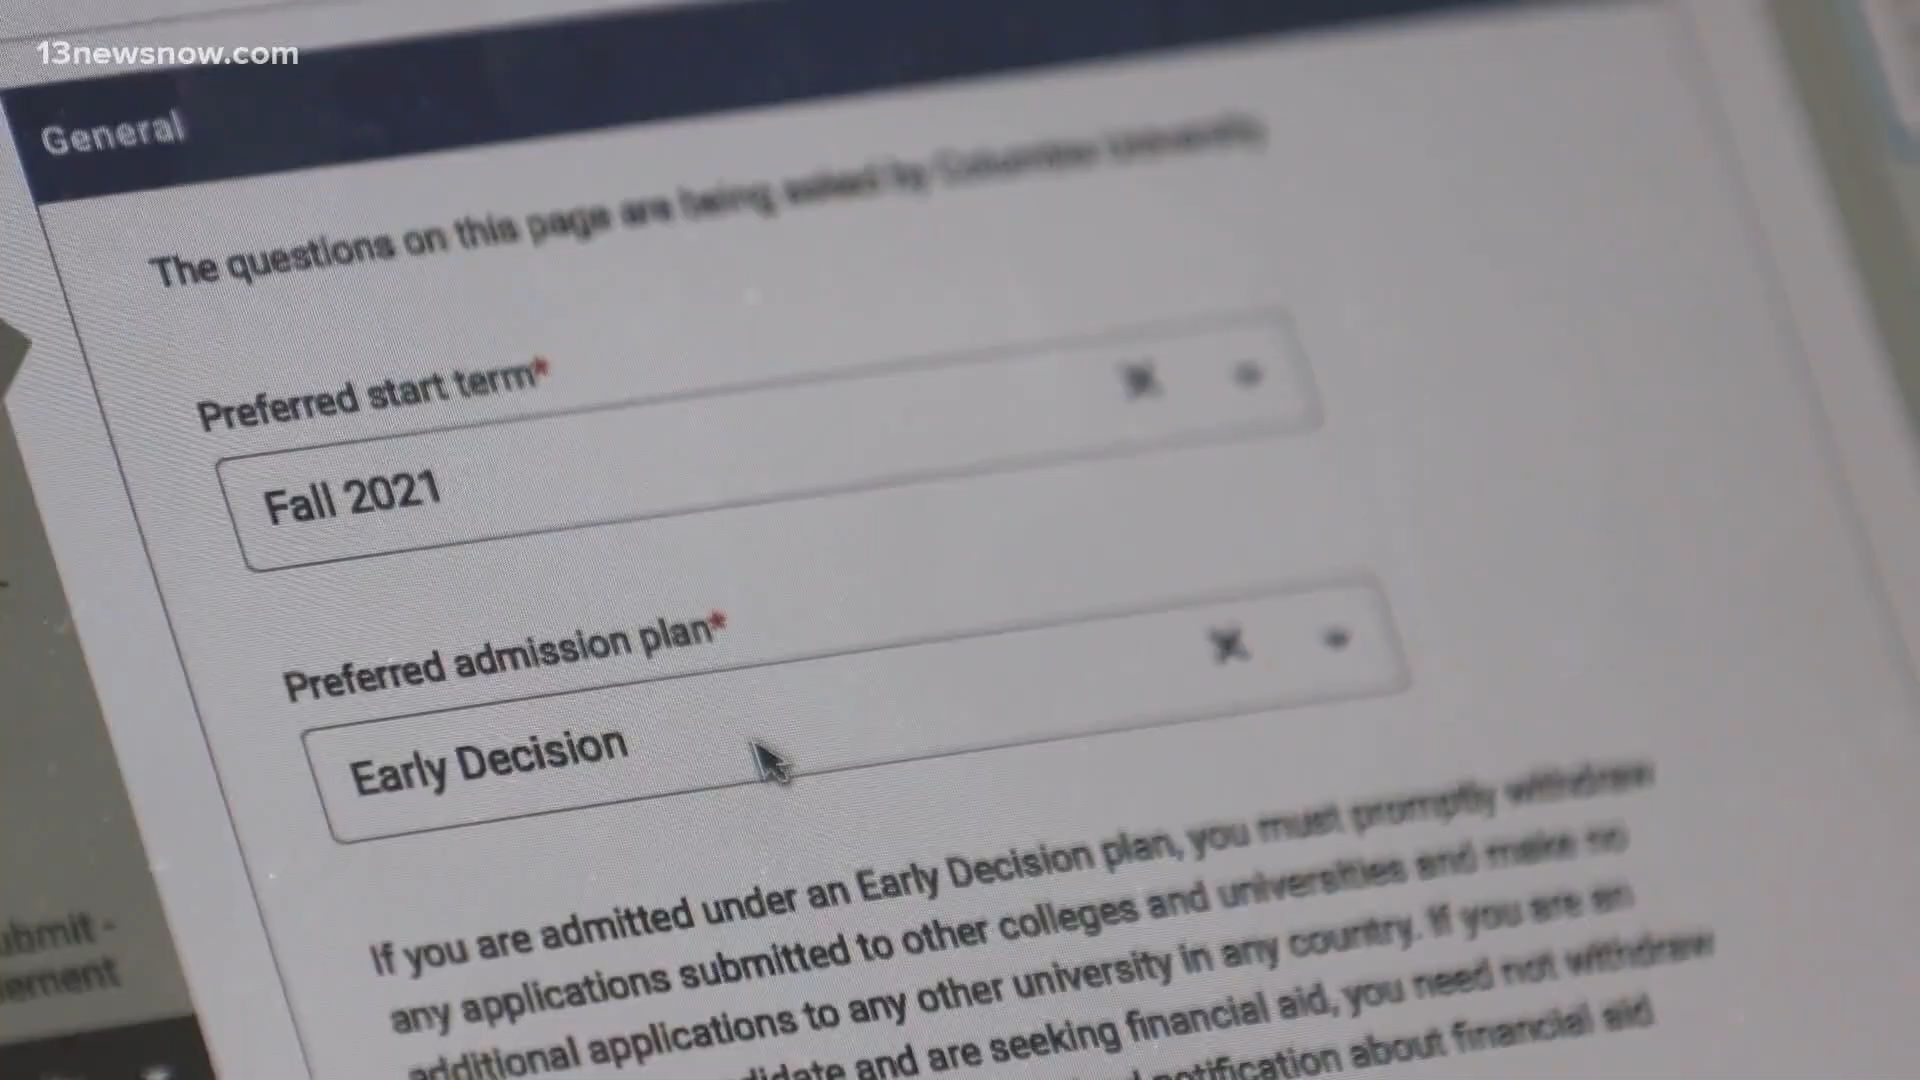 13newsnow.com
General
The questions on this page are being asked by Columbia University
Preferred start term*
Fall 2021
Preferred admission plan*
Early Decision
If you are admitted under an Early Decision plan, you must promptly withdraw
any applications submitted to other colleges and universities and make no
additional applications to any other university in any country. If you are an
and are seeking financial aid, you need not withdraw
notification about financial aid